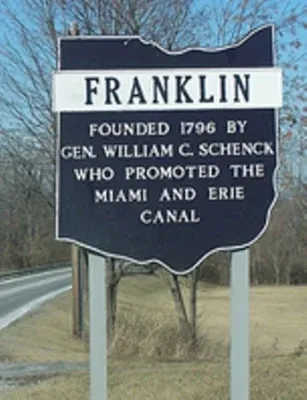 FRANKLIN
FOUNDED 1796 BY
GEN. WILLIAM C. SCHENCK
WHO PROMOTED THE
MIAMI AND ERIE
CANAL